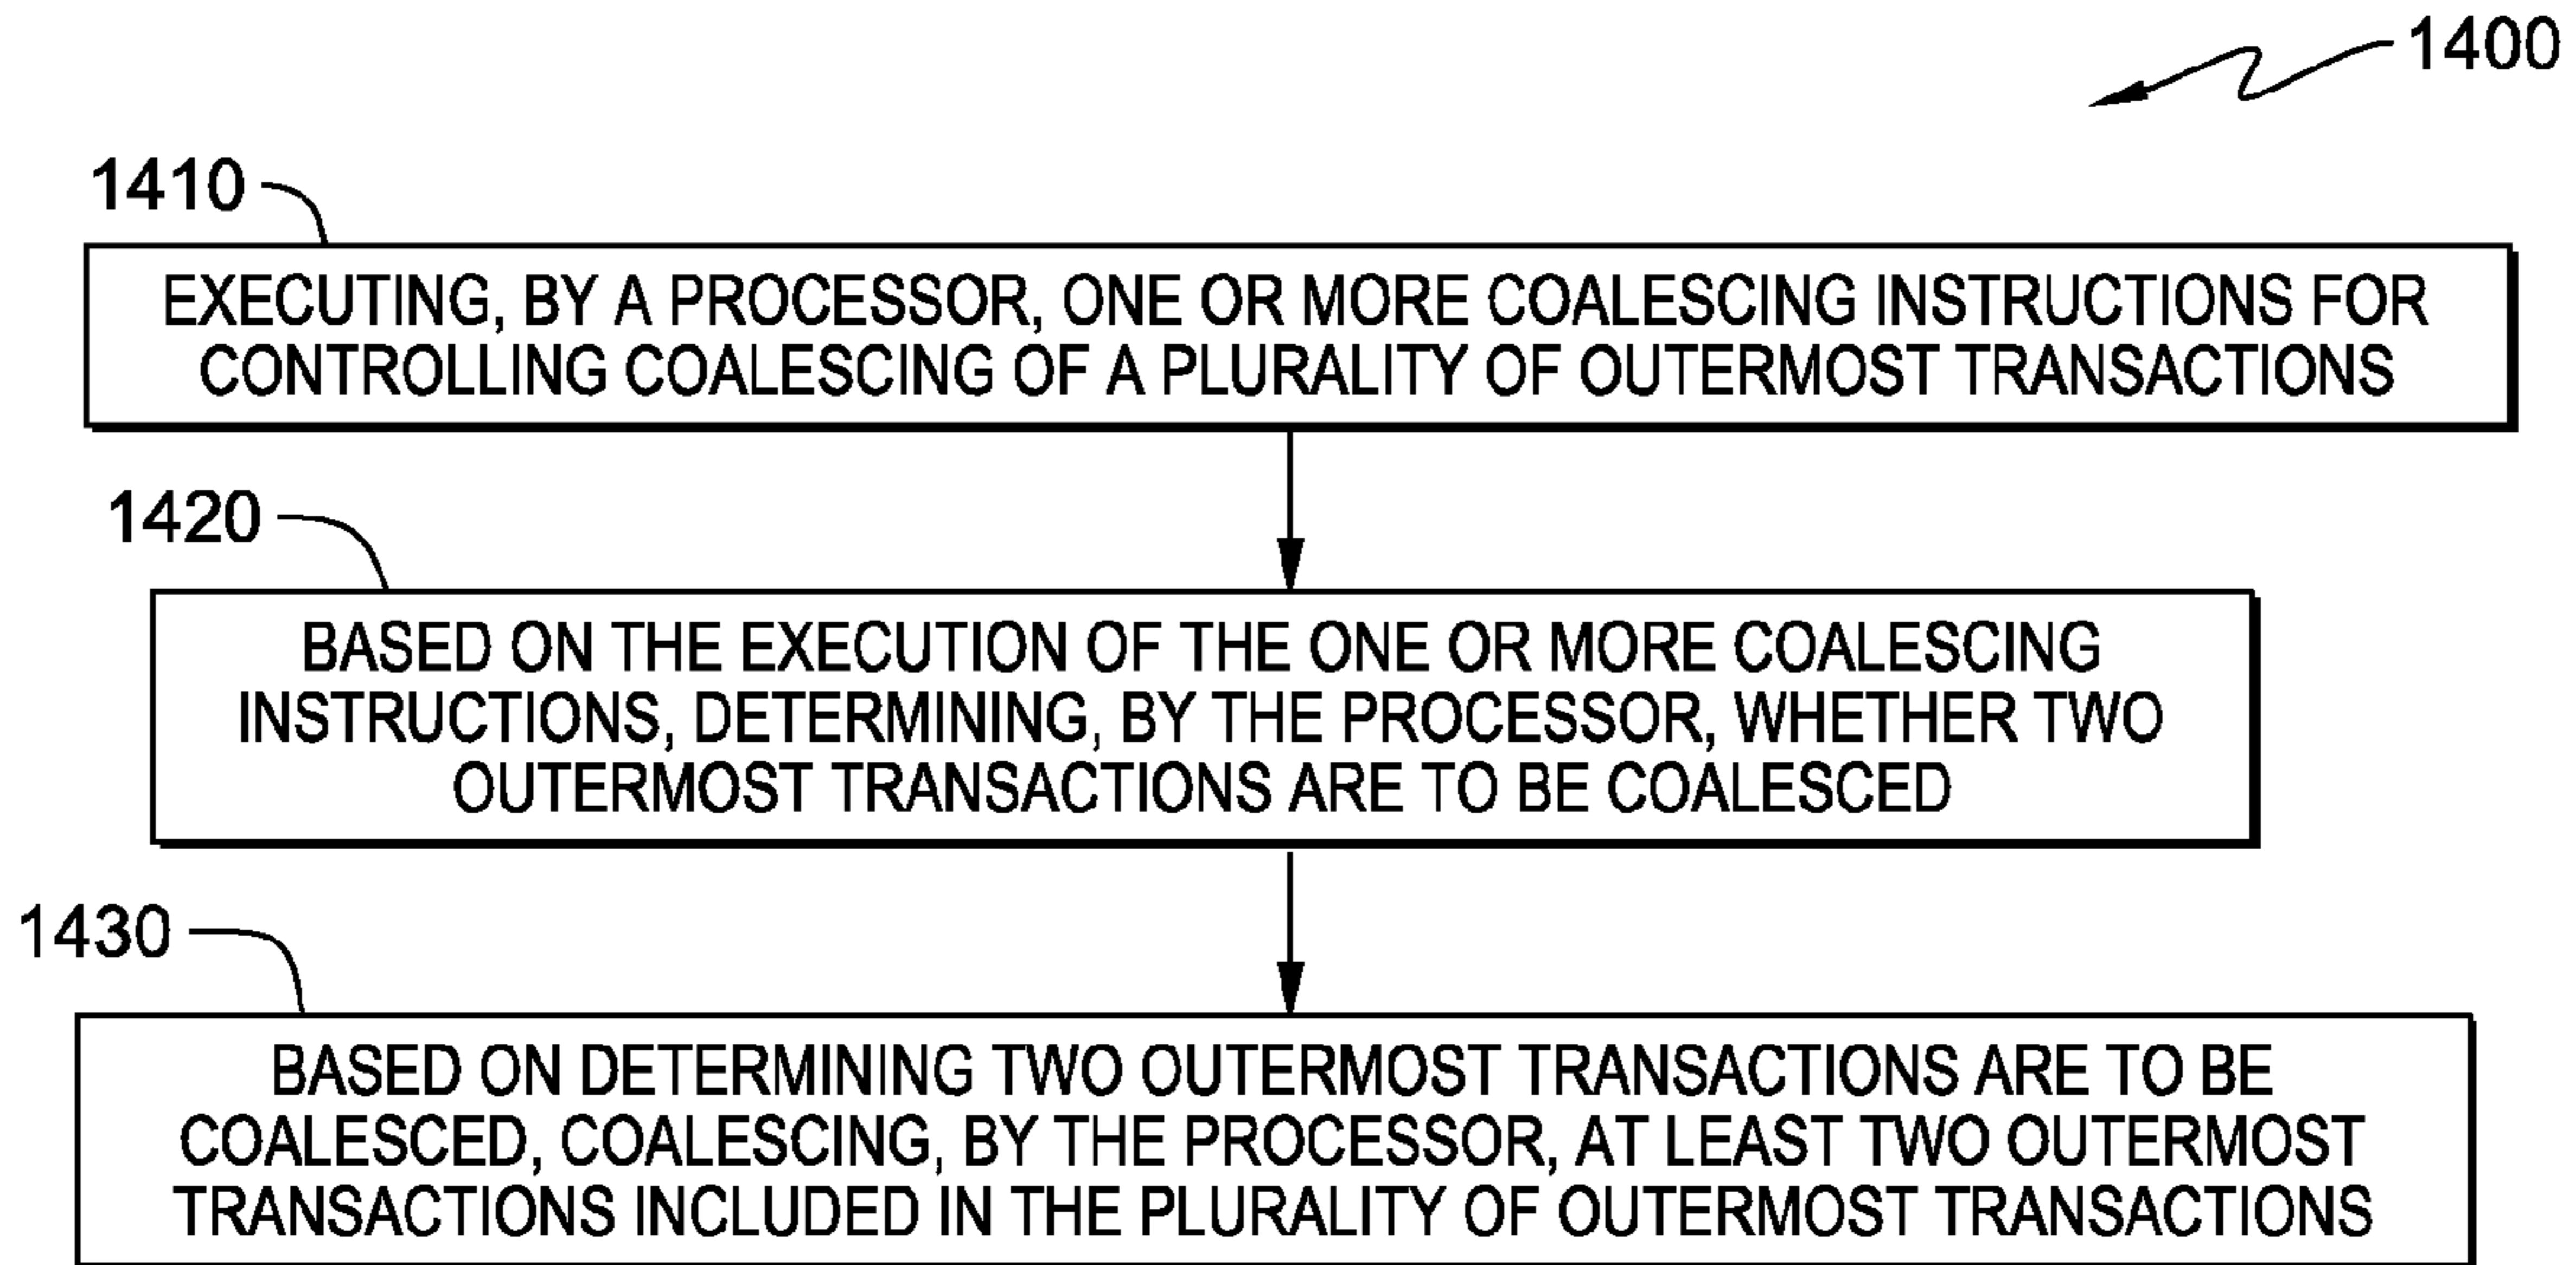 1400
1410
EXECUTING, BY A PROCESSOR, ONE OR MORE COALESCING INSTRUCTIONS FOR
CONTROLLING COALESCING OF A PLURALITY OF OUTERMOST TRANSACTIONS
1420
BASED ON THE EXECUTION OF THE ONE OR MORE COALESCING
INSTRUCTIONS, DETERMINING, BY THE PROCESSOR, WHETHER TWO
OUTERMOST TRANSACTIONS ARE TO BE COALESCED
1430
BASED ON DETERMINING TWO OUTERMOST TRANSACTIONS ARE TO BE
COALESCED, COALESCING, BY THE PROCESSOR, AT LEAST TWO OUTERMOST
TRANSACTIONS INCLUDED IN THE PLURALITY OF OUTERMOST TRANSACTIONS